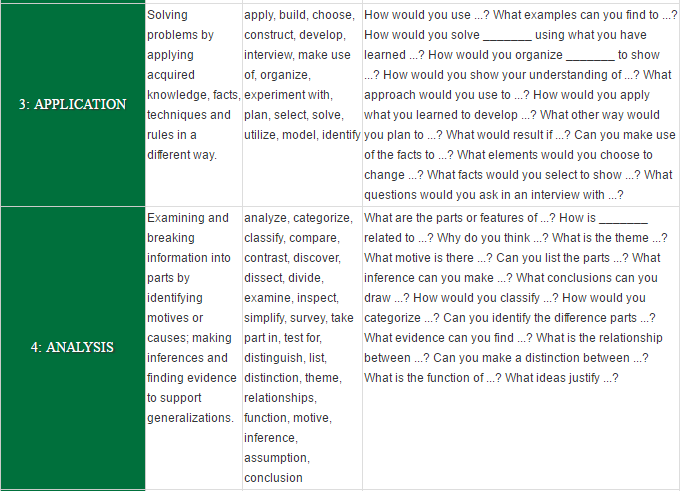 3: APPLICATION
Solving
problems by
applying
acquired
knowledge, facts,
techniques and
rules in a
different way.
apply, build, choose,
construct, develop,
interview, make use
of, organize,
experiment with,
plan, select, solve,
utilize, model, identify
How would you use ...? What examples can you find to ...?
How would you solve _______ using what you have
learned ...? How would you organize _______ to show
...? How would you show your understanding of ...? What
approach would you use to ...? How would you apply
what you learned to develop ...? What other way would
you plan to ...? What would result if ...? Can you make use
of the facts to ...? What elements would you choose to
change ...? What facts would you select to show ...? What
questions would you ask in an interview with ...?
4: ANALYSIS
Examining and
breaking
information into
parts by
identifying
motives or
causes; making
inferences and
finding evidence
to support
generalizations.
analyze, categorize,
classify, compare,
contrast, discover,
dissect, divide,
examine, inspect,
simplify, survey, take
part in, test for,
distinguish, list,
distinction, theme,
relationships,
function, motive,
inference,
assumption,
conclusion
What are the parts or features of ...? How is _______
related to ...? Why do you think ...? What is the theme ...?
What motive is there ...? Can you list the parts ...? What
inference can you make ...? What conclusions can you
draw ...? How would you classify ...? How would you
categorize ...? Can you identify the difference parts ...?
What evidence can you find ...? What is the relationship
between ...? Can you make a distinction between ...?
What is the function of ...? What ideas justify ...?